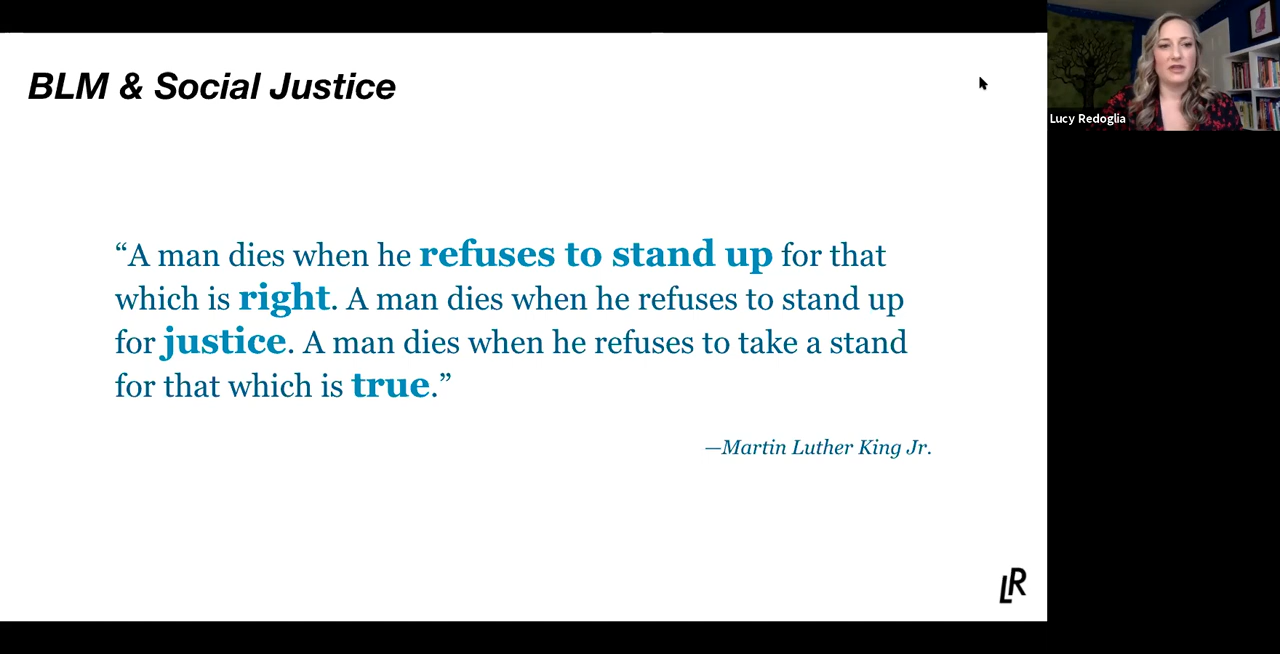 BLM & Social Justice
Lucy Redoglia
“A man dies when he refuses to stand up for that
which is right. A man dies when he refuses to stand up
for justice. A man dies when he refuses to take a stand
for that which is true.”
—Martin Luther King Jr.
LR